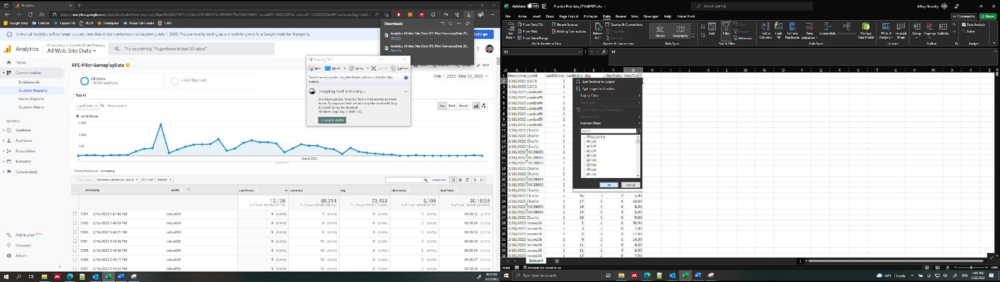 Analytics
https://analytics.google.com/analytics/web/#/my-reports/
Google Keep Outlook Cayuse IRB RLEN Headspace Rowan Lib Guides CIRTL
Universal Analytics will no longer process new data in standard properties beginning July 1, 2023. Prepare now by setting up and switching over to a Google Analytics 4 property.
Let's go
Downloads
Analytics All Web Site Data RFE-Pilot-GameplayData 20...
Open file
Analytics All Web Site Data RFE-Pilot-GameplayData 20...
Open file
Analytics
All accounts > Contents Under Pressure
All Web Site Data
Try searching "Pageviews in last 30 days"
Home
Customization
Dashboards
Custom Reports
Saved Reports
Custom Alerts
REPORTS
Realtime
Audience
Acquisition
Behavior
Conversions
Attribution BETA
Discover
Admin
RFE-Pilot-GameplayData
SAVE EXPORT SHARE EDIT
All Users
100.00% cardChoice
+ Add Segment
Feb 1, 2022 - Mar 22, 2022
Tab #1
cardChoice VS. Select a metric
Day Week Month
cardChoice
1,500
1,000
500
...
March 2022
Snipping Tool
New Mode Delay Cancel Options
Select the snip mode using the Mode button or click the New
button.
Snipping Tool is moving...
In a future update, Snipping Tool will be moving to a new
home. Try improved features and snip like usual with Snip
& Sketch (or try the shortcut
Windows logo key + Shift + S).
Try Snip & Sketch
Primary Dimension: timestamp
Plot Rows Secondary dimension: userId Sort Type: Default
advanced
timestamp userId cardChoice cardIndex day sliderValue timeTaken
12,136 88,214 73,433 5,109 30:10:38
% of Total: 100.00% (12,136) % of Total: 100.00% (88,214) % of Total: 100.00% (73,433) % of Total: 100.00% (5,109) % of Total: 100.00% (30:10:38)
5001 2/16/2022 5:47:42 PM debust59 1 (0.01%) 7 (0.01%) 3 (0.00%) 0 (0.00%) 00:00:06 (0.01%)
5002 2/16/2022 5:48:03 PM debust59 1 (0.01%) 8 (0.01%) 3 (0.00%) 0 (0.00%) 00:00:18 (0.02%)
5003 2/16/2022 5:48:21 PM debust59 1 (0.01%) 9 (0.01%) 3 (0.00%) 0 (0.00%) 00:00:08 (0.01%)
5004 2/16/2022 5:48:36 PM debust59 1 (0.01%) 11 (0.01%) 3 (0.00%) 0 (0.00%) 00:00:09 (0.01%)
5005 2/16/2022 5:48:50 PM debust59 1 (0.01%) 13 (0.01%) 3 (0.00%) 0 (0.00%) 00:00:10 (0.01%)
5006 2/16/2022 5:49:17 PM debust59 1 (0.01%) 15 (0.02%) 3 (0.00%) 0 (0.00%) 00:00:07 (0.01%)
5007 2/16/2022 5:49:32 PM debust59 1 (0.01%) 16 (0.02%) 3 (0.00%) 0 (0.00%) 00:00:08 (0.01%)
4:05 PM
3/22/2022
AutoSave Off Practice Pilot data_22MAR2022.xlsx Search (Alt+Q) Jeffrey Stransky
File Home Insert Draw Page Layout Formulas Data Review View Developer Help Power Pivot Comments Share
Get
Data
From Text/CSV
From Web
From Table/Range
Recent Sources
Existing Connections
Get & Transform Data
Refresh
All
Queries & Connections
Properties
Edit Links
Queries & Connections
Stocks Geography
Data Types
Sort Filter
Clear
Reapply
Advanced
Sort & Filter
Text to
Columns
Flash
Fill
Remove
Duplicates
Data
Validation
Consolidate Relationships
Manage
Data Model
Data Tools
What-If
Analysis
Forecast
Sheet
Forecast
Group Ungroup Subtotal
Outline
Data Analysis
Solver
Analyze
G2 fx 19
A B C D E F G H I J K L M N O P Q R S T U V W X Y Z
1 timestamp userId cardChoice cardIndex day sliderValue timeTak
2 2/10/2022 ISACB 2
3 2/10/2022 ISACB 2
4 2/10/2022 vandzu95 2
5 2/10/2022 vandzu95 2
6 2/10/2022 vandzu95 2
7 2/10/2022 vandzu95 2
8 2/10/2022 vandzu95 2
9 2/10/2022 vandzu95 2
10 2/10/2022 vandzu95 2
11 2/10/2022 Charlie 2
12 2/10/2022 Charlie 2
13 2/10/2022 Charlie 2
14 2/10/2022 Charlie 2
15 2/10/2022 91628693 2
16 2/10/2022 91628693 2
17 2/10/2022 91628693 2
18 2/10/2022 Charlie 2
19 2/10/2022 Charlie 2
20 2/10/2022 91628693 2
21 2/10/2022 91628693 2
22 2/10/2022 Charlie 2
23 2/10/2022 Charlie 2 16 3 2 5.00
24 2/10/2022 Charlie 2 17 3 0 10.00
25 2/10/2022 91628693 2 14 3 0 8.00
26 2/10/2022 91628693 2 14 3 4 5.00
27 2/10/2022 Charlie 2 19 3 0 9.00
28 2/10/2022 rosenz26 2 1 2 0 30.00
29 2/10/2022 rosenz26 2 3 2 0 7.00
30 2/10/2022 rosenz26 2 9 2 0 12.00
31 2/10/2022 rosenz26 2 9 2 1 14.00
32 2/10/2022 rosenz26 2 11 2 0 8.00
33 2/10/2022 rosenz26 2 11 2 4 6.00
34 2/10/2022 rosenz26 2 13 2 0 7.00
Sort Smallest to Largest
Sort Largest to Smallest
Sort by Color
Sheet View
Clear Filter From "timeTaken"
Filter by Color
Number Filters
Search
(Select All)
0.00
1.00
2.00
3.00
4.00
5.00
6.00
7.00
OK Cancel
Dataset1
Ready Accessibility: Good to go 100%
Type here to search
60°F Cloudy ENG
4:05 PM
3/22/2022